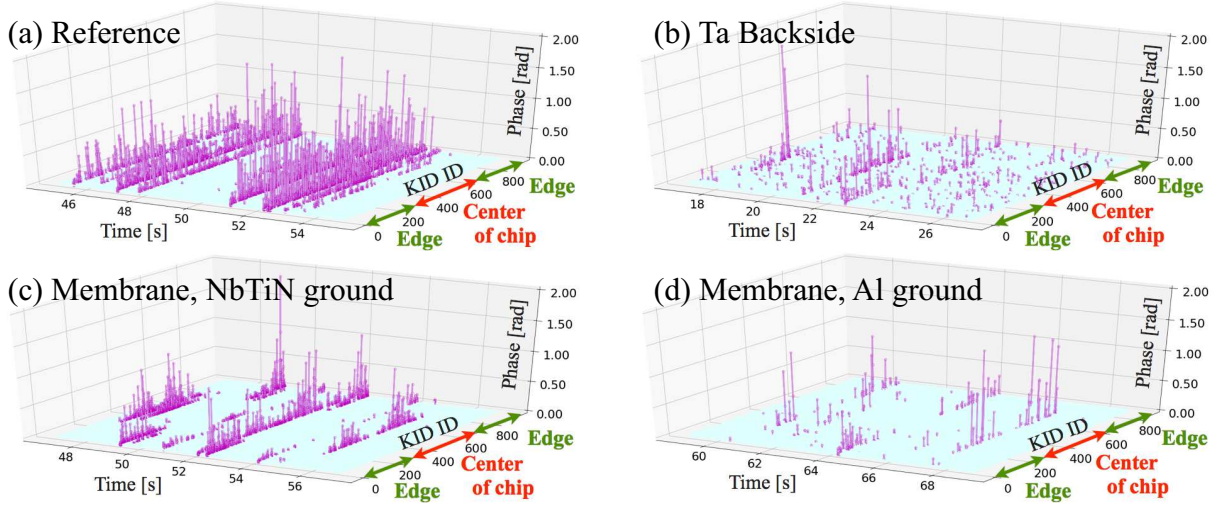 (a) Reference
Phase [rad]
2.00
1.50
1.00
0.50
0.00
KID ID
800
600
400
200
0
Edge
Center
of chip
Edge
46
48
50
52
54
Time [s]
(b) Ta Backside
Phase [rad]
2.00
1.50
1.00
0.50
0.00
KID ID
800
600
400
200
0
Edge
Center
of chip
Edge
18
20
22
24
26
Time [s]
(c) Membrane, NbTiN ground
Phase [rad]
2.00
1.50
1.00
0.50
0.00
KID ID
800
600
400
200
0
Edge
Center
of chip
Edge
48
50
52
54
56
Time [s]
(d) Membrane, Al ground
Phase [rad]
2.00
1.50
1.00
0.50
0.00
KID ID
800
600
400
200
0
Edge
Center
of chip
Edge
60
62
64
66
68
Time [s]